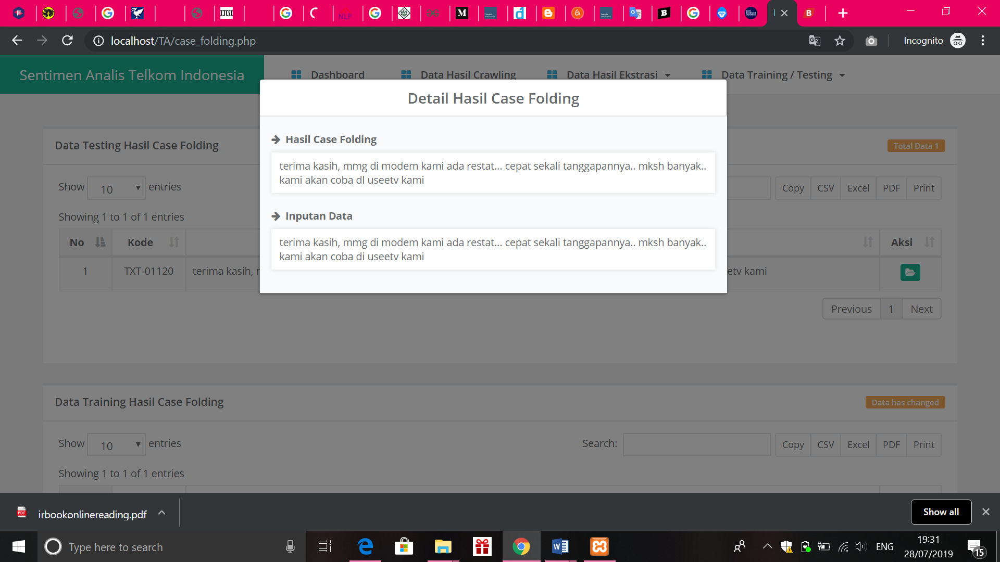 localhost/TA/case_folding.php
Incognito
Sentimen Analis Telkom Indonesia
Dashboard
Data Hasil Crawling
Data Hasil Ekstrasi
Data Training / Testing
Detail Hasil Case Folding
Hasil Case Folding
terima kasih, mmg di modem kami ada restat... cepat sekali tanggapannya.. mksh banyak..
kami akan coba dl useetv kami
Inputan Data
terima kasih, mmg di modem kami ada restat... cepat sekali tanggapannya.. mksh banyak..
kami akan coba di useetv kami
Data Testing Hasil Case Folding
Total Data 1
Show 10 entries
Copy CSV Excel PDF Print
Showing 1 to 1 of 1 entries
No Kode Aksi
1 TXT-01120 terima kasih, etv kami
Previous 1 Next
Data Training Hasil Case Folding
Data has changed
Show 10 entries
Search:
Copy CSV Excel PDF Print
Showing 1 to 1 of 1 entries
irbookonlinereading.pdf
Show all
Type here to search
ENG
19:31
28/07/2019
15